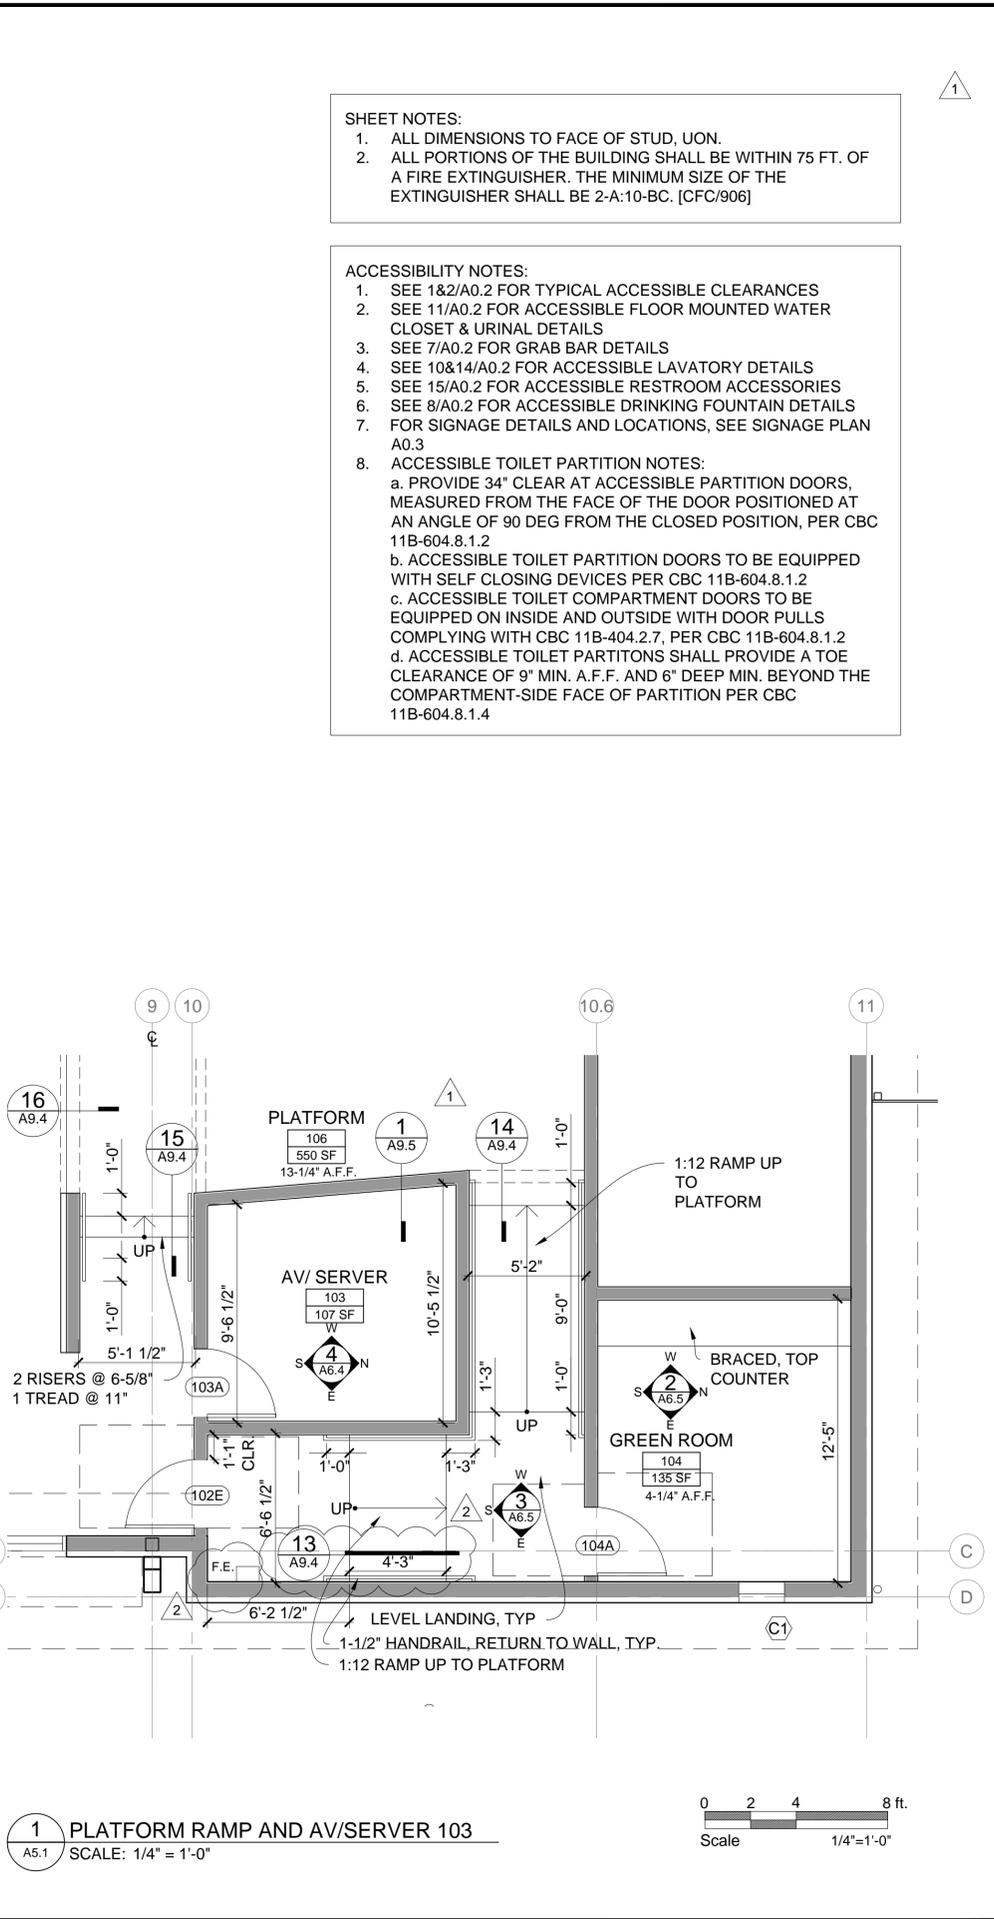 1
SHEET NOTES:
1. ALL DIMENSIONS TO FACE OF STUD, UON.
2. ALL PORTIONS OF THE BUILDING SHALL BE WITHIN 75 FT. OF
A FIRE EXTINGUISHER. THE MINIMUM SIZE OF THE
EXTINGUISHER SHALL BE 2-A:10-BC. [CFC/906]
ACCESSIBILITY NOTES:
1. SEE 1&2/A0.2 FOR TYPICAL ACCESSIBLE CLEARANCES
2. SEE 11/A0.2 FOR ACCESSIBLE FLOOR MOUNTED WATER
CLOSET & URINAL DETAILS
3. SEE 7/A0.2 FOR GRAB BAR DETAILS
4. SEE 10&14/A0.2 FOR ACCESSIBLE LAVATORY DETAILS
5. SEE 15/A0.2 FOR ACCESSIBLE RESTROOM ACCESSORIES
6. SEE 8/A0.2 FOR ACCESSIBLE DRINKING FOUNTAIN DETAILS
7. FOR SIGNAGE DETAILS AND LOCATIONS, SEE SIGNAGE PLAN
A0.3
8. ACCESSIBLE TOILET PARTITION NOTES:
a. PROVIDE 34" CLEAR AT ACCESSIBLE PARTITION DOORS,
MEASURED FROM THE FACE OF THE DOOR POSITIONED AT
AN ANGLE OF 90 DEG FROM THE CLOSED POSITION, PER CBC
11B-604.8.1.2
b. ACCESSIBLE TOILET PARTITION DOORS TO BE EQUIPPED
WITH SELF CLOSING DEVICES PER CBC 11B-604.8.1.2
c. ACCESSIBLE TOILET COMPARTMENT DOORS TO BE
EQUIPPED ON INSIDE AND OUTSIDE WITH DOOR PULLS
COMPLYING WITH CBC 11B-404.2.7, PER CBC 11B-604.8.1.2
d. ACCESSIBLE TOILET PARTITONS SHALL PROVIDE A TOE
CLEARANCE OF 9" MIN. A.F.F. AND 6" DEEP MIN. BEYOND THE
COMPARTMENT-SIDE FACE OF PARTITION PER CBC
11B-604.8.1.4
9
10
10.6
11
℄
16
A9.4
15
A9.4
PLATFORM
106
550 SF
13-1/4" A.F.F.
1
A9.5
1
14
A9.4
1'-0"
1'-0"
1:12 RAMP UP
TO
PLATFORM
UP
1'-0"
5'-1 1/2"
2 RISERS @ 6-5/8"
1 TREAD @ 11"
103A
9'-6 1/2"
AV/ SERVER
103
107 SF
W
S
4
A6.4
N
E
10'-5 1/2"
5'-2"
9'-0"
1'-3"
1'-0"
UP
BRACED, TOP
COUNTER
W
S
2
A6.5
N
E
GREEN ROOM
104
135 SF
4-1/4" A.F.F.
12'-5"
1'-1"
CLR.
1'-0"
1'-3"
102E
6'-6 1/2"
UP
2
W
S
3
A6.5
E
104A
13
A9.4
4'-3"
F.E.
C
D
2
6'-2 1/2"
LEVEL LANDING, TYP
C1
1-1/2" HANDRAIL, RETURN TO WALL, TYP.
1:12 RAMP UP TO PLATFORM
1
A5.1
PLATFORM RAMP AND AV/SERVER 103
SCALE: 1/4" = 1'-0"
0 2 4 8 ft.
Scale 1/4"=1'-0"